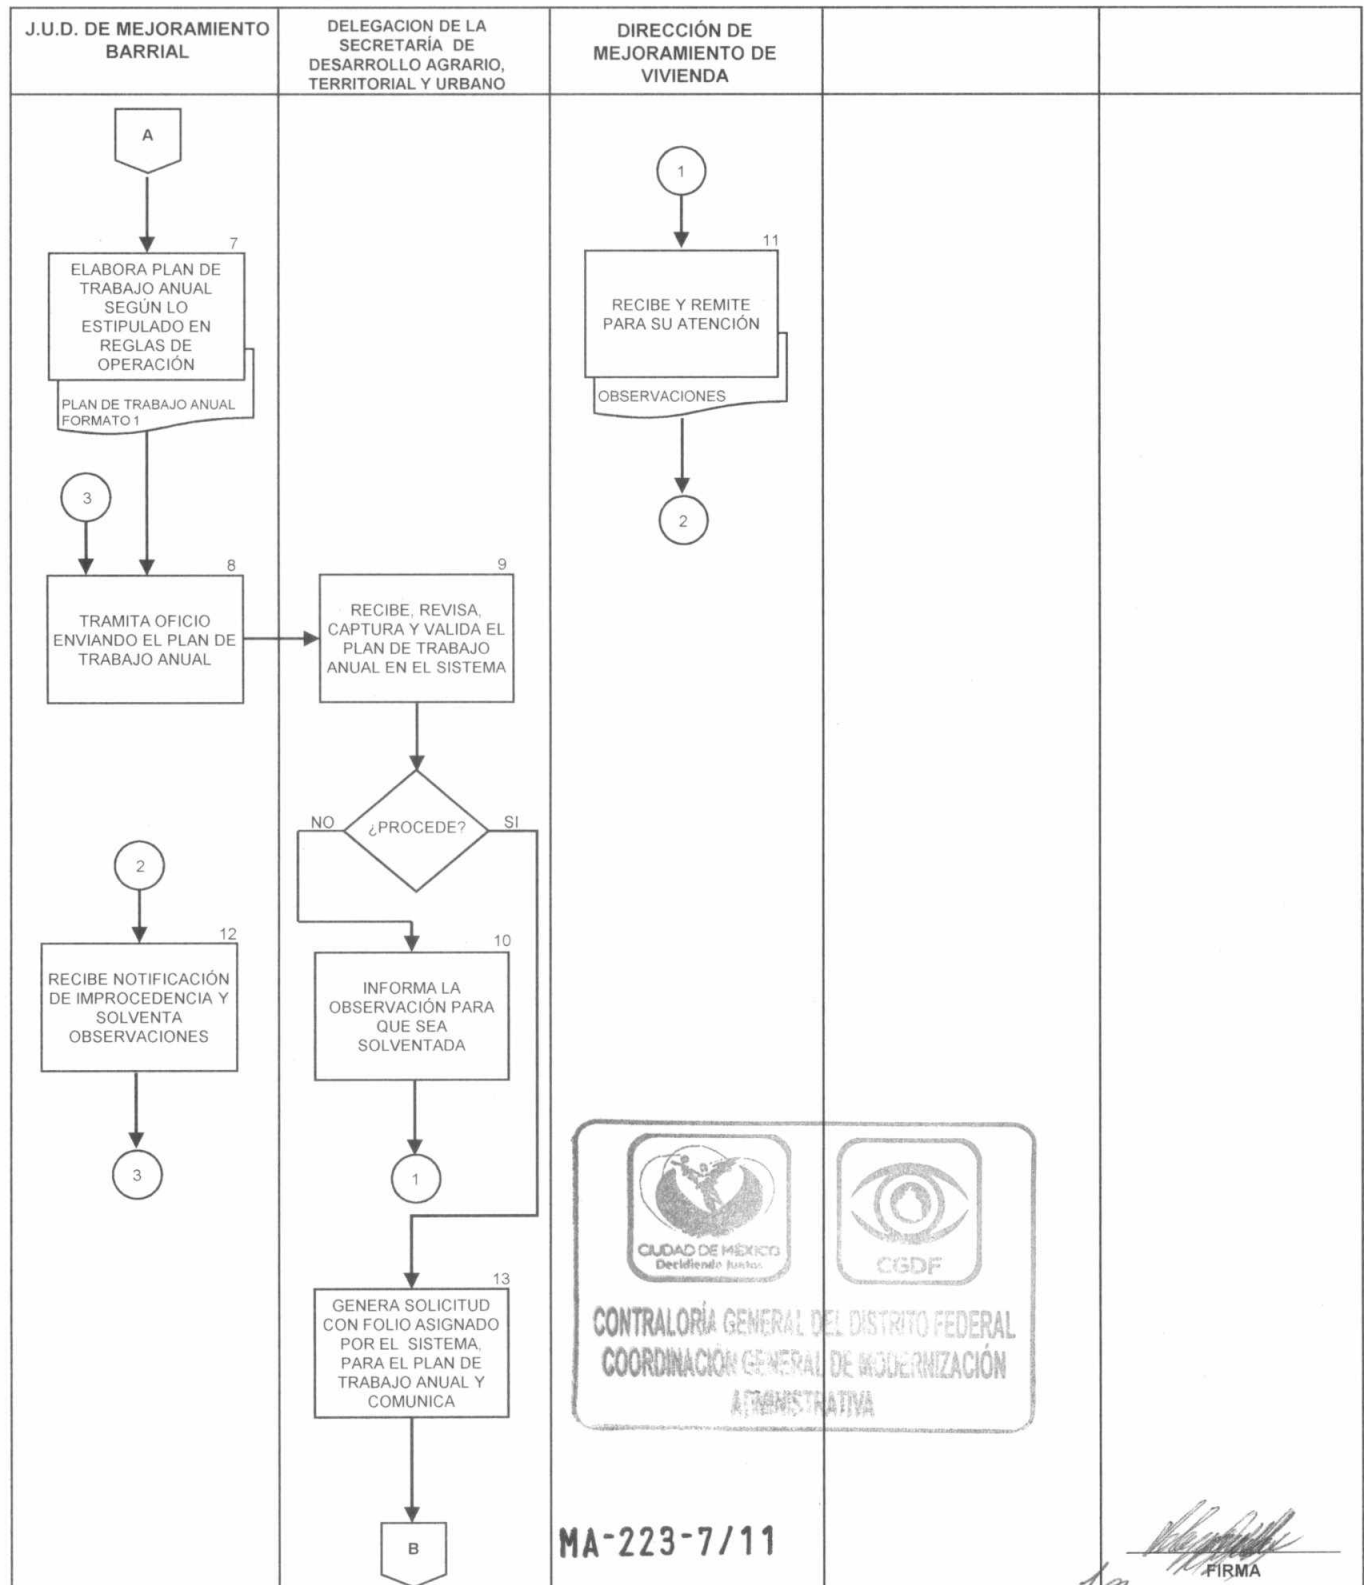 J.U.D. DE MEJORAMIENTO
BARRIAL
DELEGACION DE LA
SECRETARÍA DE
DESARROLLO AGRARIO,
TERRITORIAL Y URBANO
DIRECCIÓN DE
MEJORAMIENTO DE
VIVIENDA
A
7
ELABORA PLAN DE
TRABAJO ANUAL
SEGÚN LO
ESTIPULADO EN
REGLAS DE
OPERACIÓN
PLAN DE TRABAJO ANUAL
FORMATO 1
3
8
TRAMITA OFICIO
ENVIANDO EL PLAN DE
TRABAJO ANUAL
2
12
RECIBE NOTIFICACIÓN
DE IMPROCEDENCIA Y
SOLVENTA
OBSERVACIONES
3
9
RECIBE, REVISA,
CAPTURA Y VALIDA EL
PLAN DE TRABAJO
ANUAL EN EL SISTEMA
NO
¿PROCEDE?
SI
10
INFORMA LA
OBSERVACIÓN PARA
QUE SEA
SOLVENTADA
1
13
GENERA SOLICITUD
CON FOLIO ASIGNADO
POR EL SISTEMA,
PARA EL PLAN DE
TRABAJO ANUAL Y
COMUNICA
B
1
11
RECIBE Y REMITE
PARA SU ATENCIÓN
OBSERVACIONES
2
CIUDAD DE MÉXICO
Decidiendo Juntos
CGDF
CONTRALORÍA GENERAL DEL DISTRITO FEDERAL
COORDINACIÓN GENERAL DE MODERNIZACIÓN
ADMINISTRATIVA
MA-223-7/11
FIRMA